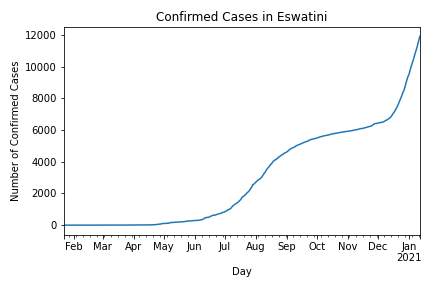 Confirmed Cases in Eswatini
Number of Confirmed Cases
12000
10000
8000
6000
4000
2000
0
Feb Mar Apr May Jun Jul Aug Sep Oct Nov Dec Jan
2021
Day